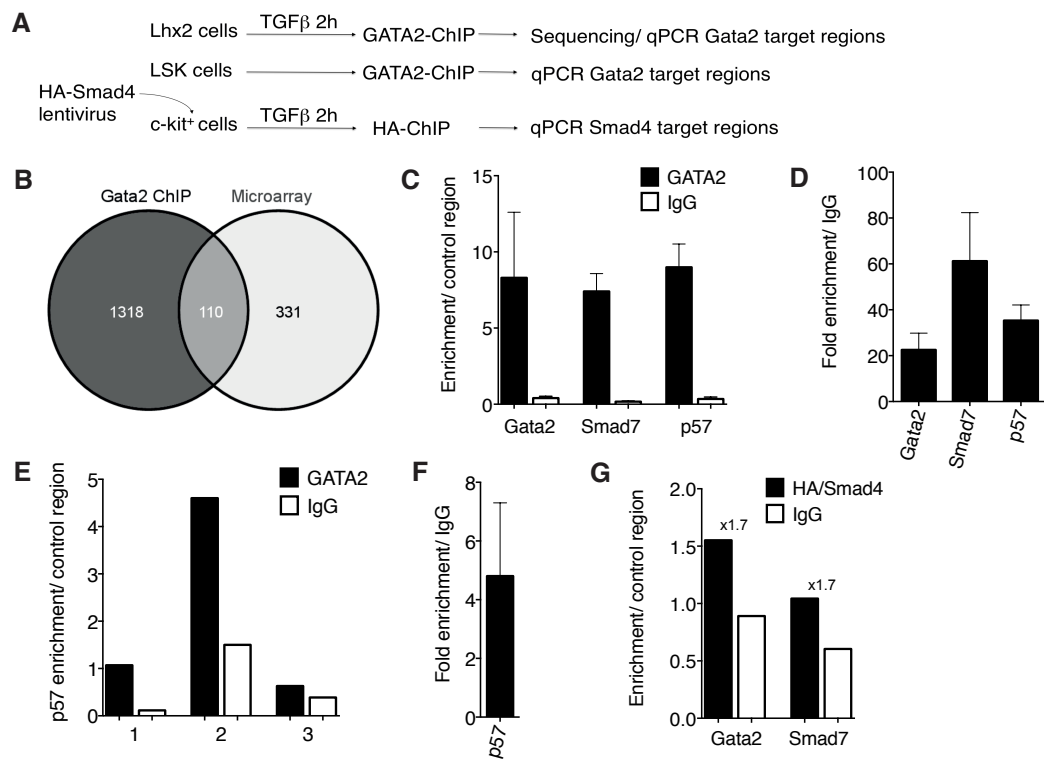 A
Lhx2 cells TGFβ 2h GATA2-ChIP Sequencing/ qPCR Gata2 target regions
LSK cells GATA2-ChIP qPCR Gata2 target regions
HA-Smad4
lentivirus
c-kit⁺ cells TGFβ 2h HA-ChIP qPCR Smad4 target regions
B
Gata2 ChIP Microarray
1318 110 331
C
Enrichment/ control region
15
10
5
0
GATA2
IgG
Gata2 Smad7 p57
D
Fold enrichment/ IgG
100
80
60
40
20
0
Gata2 Smad7 p57
E
p57 enrichment/ control region
5
4
3
2
1
0
GATA2
IgG
1 2 3
F
Fold enrichment/ IgG
8
6
4
2
0
p57
G
Enrichment/ control region
2.0
1.5
1.0
0.5
0.0
HA/Smad4
IgG
x1.7
x1.7
Gata2 Smad7